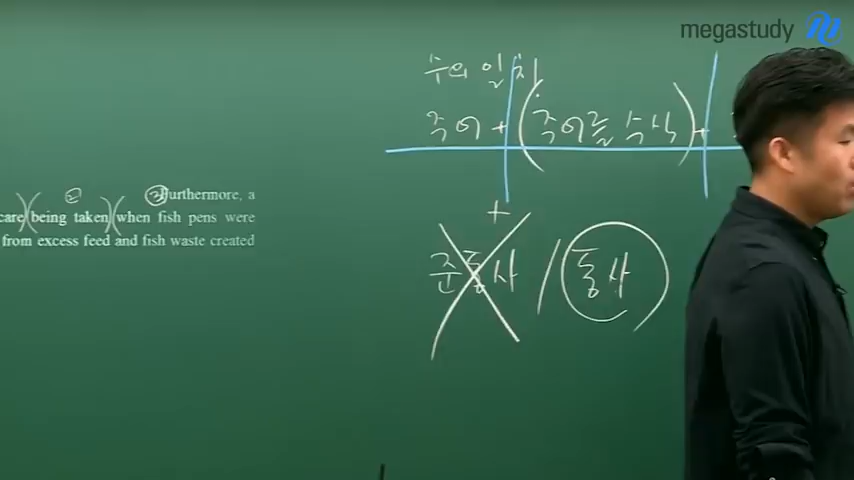 megastudy
수의 일치
주어 + (주어를 수식) +
준동사 / 동사
+
Furthermore, a
care being taken when fish pens were
from excess feed and fish waste created